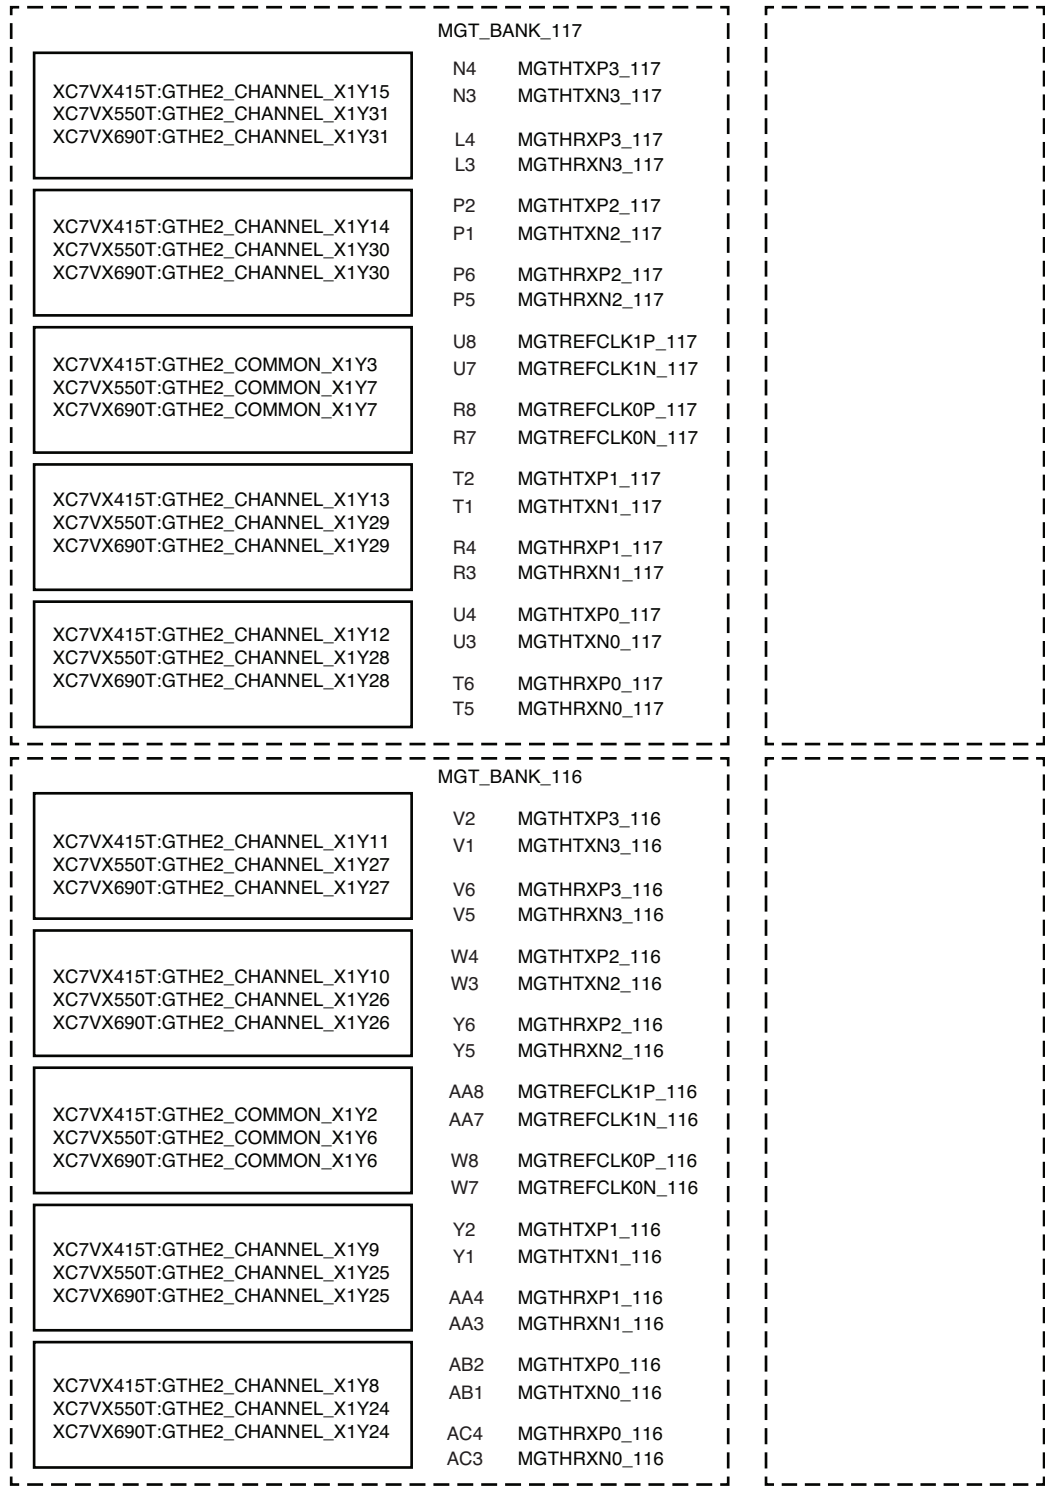 MGT_BANK_117
XC7VX415T:GTHE2_CHANNEL_X1Y15
XC7VX550T:GTHE2_CHANNEL_X1Y31
XC7VX690T:GTHE2_CHANNEL_X1Y31
N4 MGTHTXP3_117
N3 MGTHTXN3_117
L4 MGTHRXP3_117
L3 MGTHRXN3_117
XC7VX415T:GTHE2_CHANNEL_X1Y14
XC7VX550T:GTHE2_CHANNEL_X1Y30
XC7VX690T:GTHE2_CHANNEL_X1Y30
P2 MGTHTXP2_117
P1 MGTHTXN2_117
P6 MGTHRXP2_117
P5 MGTHRXN2_117
XC7VX415T:GTHE2_COMMON_X1Y3
XC7VX550T:GTHE2_COMMON_X1Y7
XC7VX690T:GTHE2_COMMON_X1Y7
U8 MGTREFCLK1P_117
U7 MGTREFCLK1N_117
R8 MGTREFCLK0P_117
R7 MGTREFCLK0N_117
XC7VX415T:GTHE2_CHANNEL_X1Y13
XC7VX550T:GTHE2_CHANNEL_X1Y29
XC7VX690T:GTHE2_CHANNEL_X1Y29
T2 MGTHTXP1_117
T1 MGTHTXN1_117
R4 MGTHRXP1_117
R3 MGTHRXN1_117
XC7VX415T:GTHE2_CHANNEL_X1Y12
XC7VX550T:GTHE2_CHANNEL_X1Y28
XC7VX690T:GTHE2_CHANNEL_X1Y28
U4 MGTHTXP0_117
U3 MGTHTXN0_117
T6 MGTHRXP0_117
T5 MGTHRXN0_117
MGT_BANK_116
XC7VX415T:GTHE2_CHANNEL_X1Y11
XC7VX550T:GTHE2_CHANNEL_X1Y27
XC7VX690T:GTHE2_CHANNEL_X1Y27
V2 MGTHTXP3_116
V1 MGTHTXN3_116
V6 MGTHRXP3_116
V5 MGTHRXN3_116
XC7VX415T:GTHE2_CHANNEL_X1Y10
XC7VX550T:GTHE2_CHANNEL_X1Y26
XC7VX690T:GTHE2_CHANNEL_X1Y26
W4 MGTHTXP2_116
W3 MGTHTXN2_116
Y6 MGTHRXP2_116
Y5 MGTHRXN2_116
XC7VX415T:GTHE2_COMMON_X1Y2
XC7VX550T:GTHE2_COMMON_X1Y6
XC7VX690T:GTHE2_COMMON_X1Y6
AA8 MGTREFCLK1P_116
AA7 MGTREFCLK1N_116
W8 MGTREFCLK0P_116
W7 MGTREFCLK0N_116
XC7VX415T:GTHE2_CHANNEL_X1Y9
XC7VX550T:GTHE2_CHANNEL_X1Y25
XC7VX690T:GTHE2_CHANNEL_X1Y25
Y2 MGTHTXP1_116
Y1 MGTHTXN1_116
AA4 MGTHRXP1_116
AA3 MGTHRXN1_116
XC7VX415T:GTHE2_CHANNEL_X1Y8
XC7VX550T:GTHE2_CHANNEL_X1Y24
XC7VX690T:GTHE2_CHANNEL_X1Y24
AB2 MGTHTXP0_116
AB1 MGTHTXN0_116
AC4 MGTHRXP0_116
AC3 MGTHRXN0_116